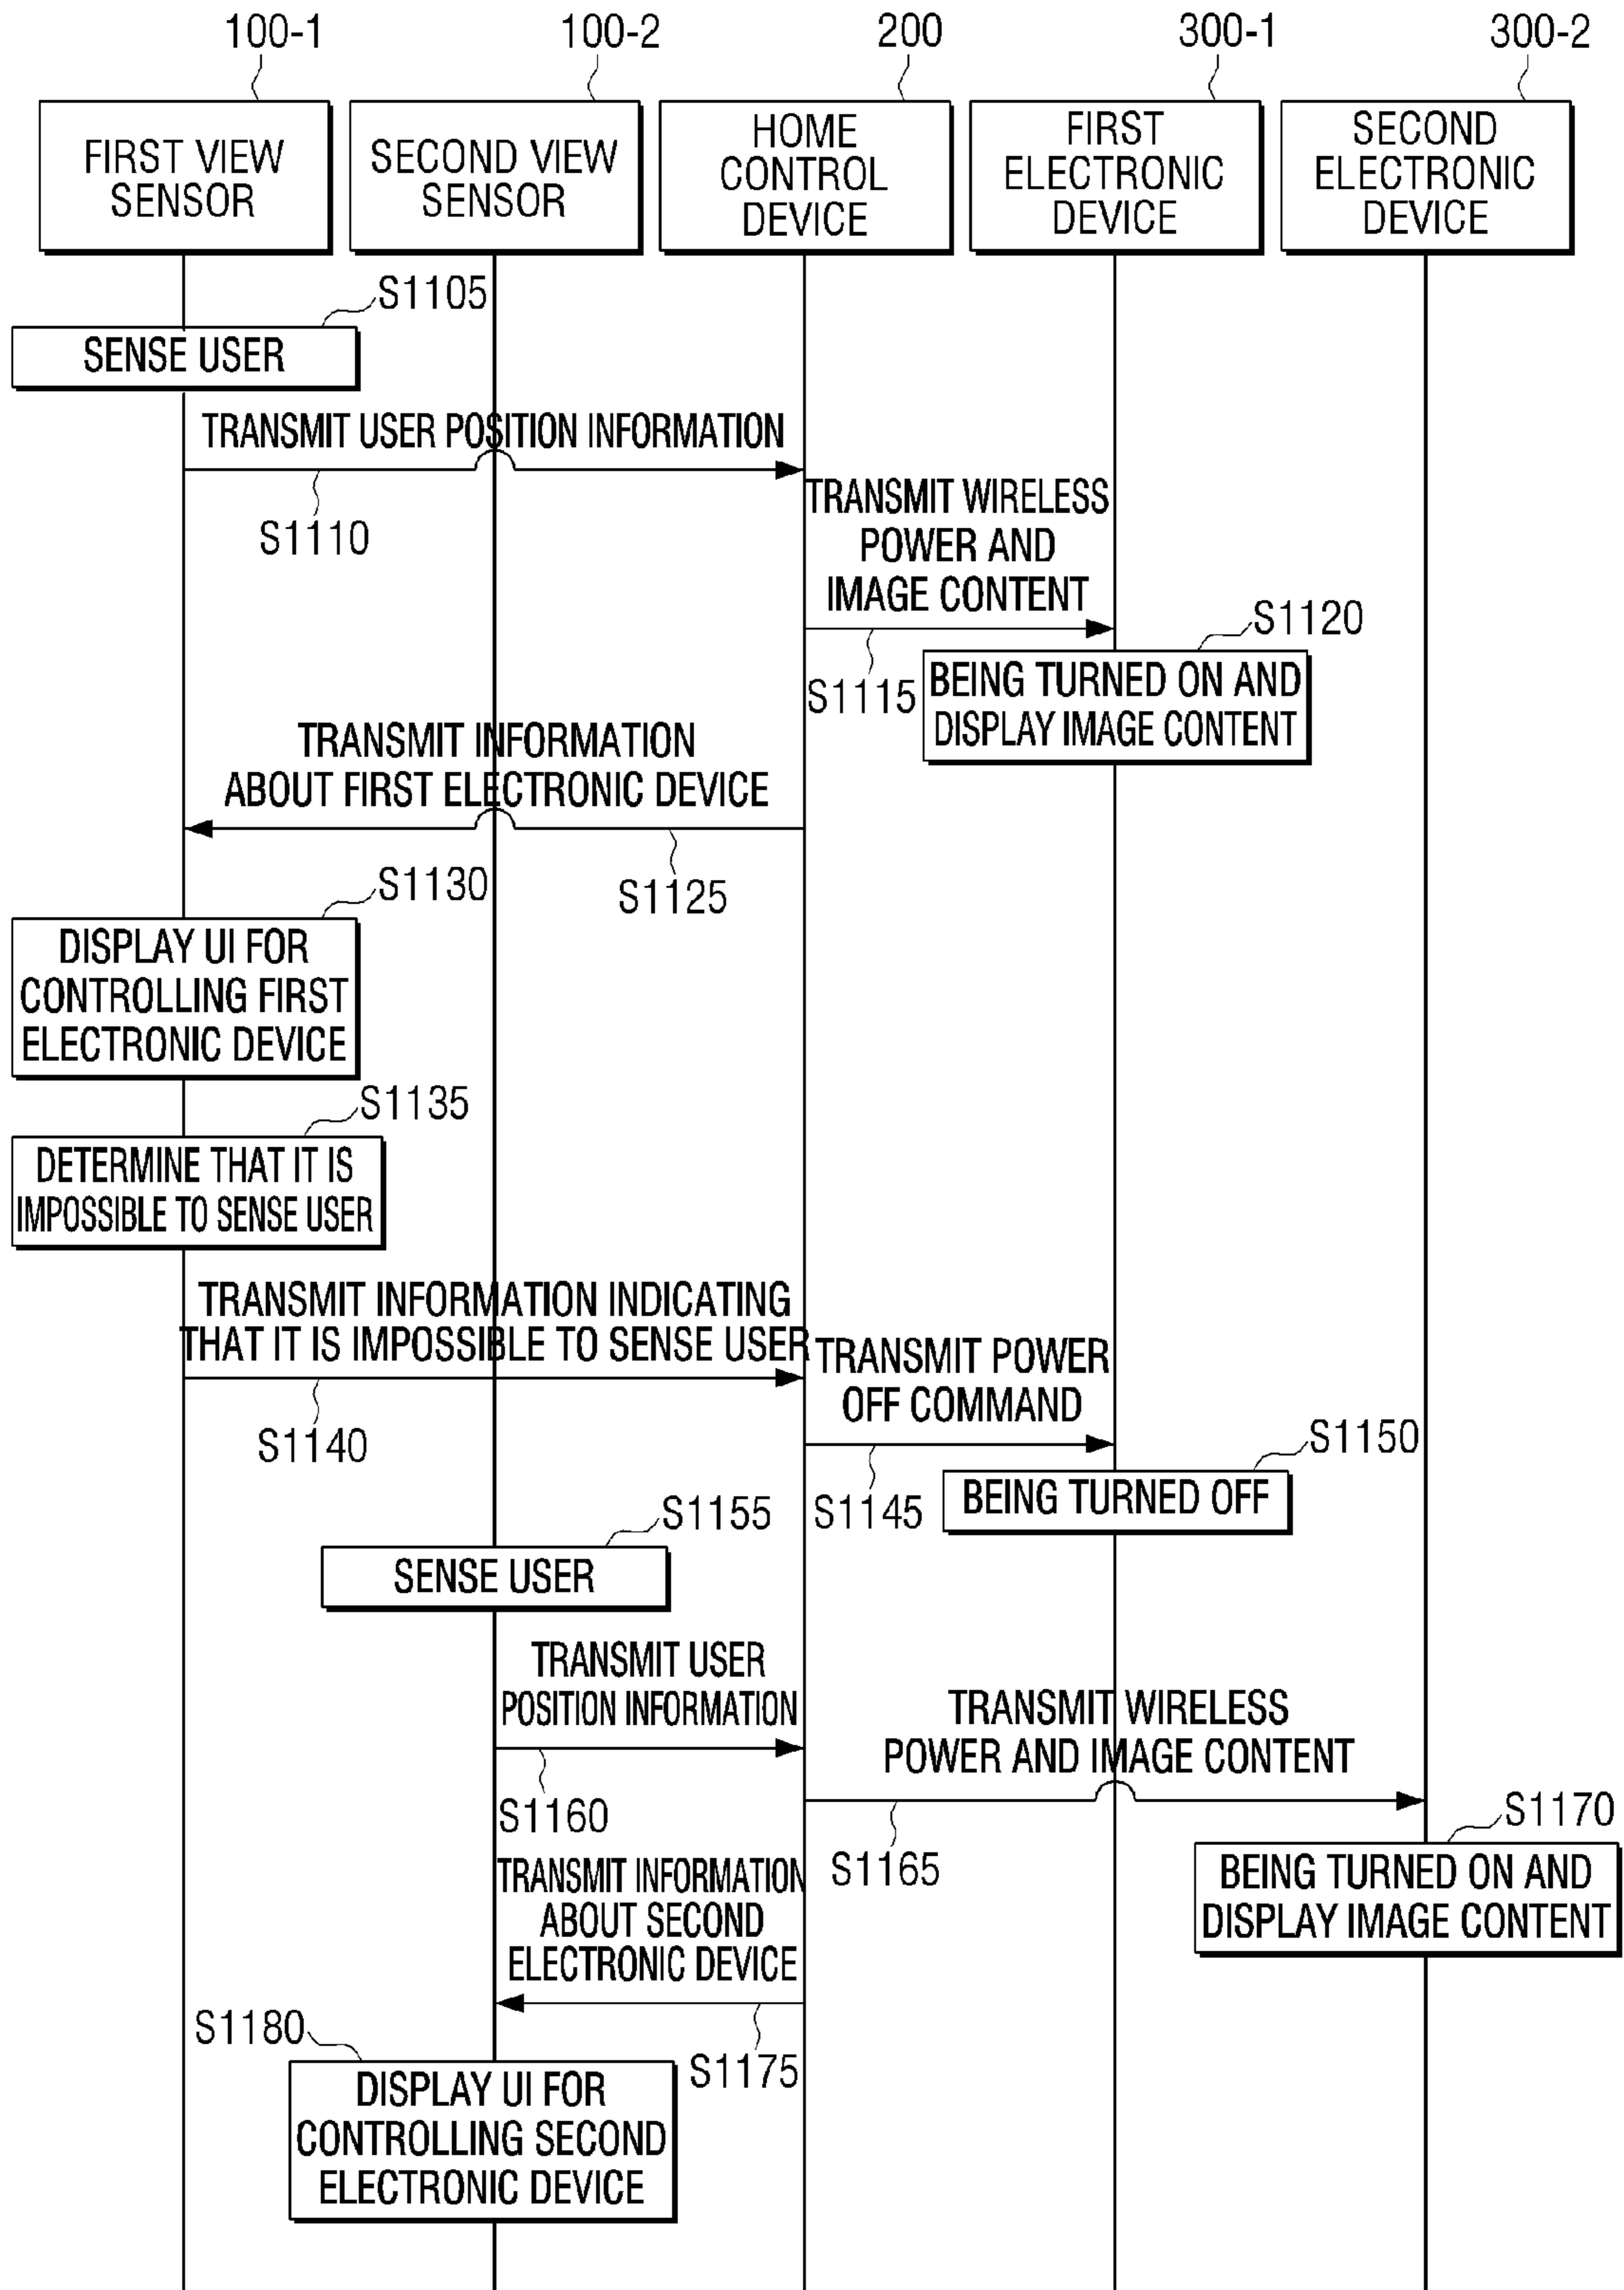 100-1
100-2
200
300-1
300-2
FIRST VIEW
SENSOR
SECOND VIEW
SENSOR
HOME
CONTROL
DEVICE
FIRST
ELECTRONIC
DEVICE
SECOND
ELECTRONIC
DEVICE
S1105
SENSE USER
TRANSMIT USER POSITION INFORMATION
S1110
TRANSMIT WIRELESS
POWER AND
IMAGE CONTENT
S1115
S1120
BEING TURNED ON AND
DISPLAY IMAGE CONTENT
TRANSMIT INFORMATION
ABOUT FIRST ELECTRONIC DEVICE
S1125
S1130
DISPLAY UI FOR
CONTROLLING FIRST
ELECTRONIC DEVICE
S1135
DETERMINE THAT IT IS
IMPOSSIBLE TO SENSE USER
TRANSMIT INFORMATION INDICATING
THAT IT IS IMPOSSIBLE TO SENSE USER
S1140
TRANSMIT POWER
OFF COMMAND
S1145
S1150
BEING TURNED OFF
S1155
SENSE USER
TRANSMIT USER
POSITION INFORMATION
S1160
TRANSMIT WIRELESS
POWER AND IMAGE CONTENT
S1165
S1170
BEING TURNED ON AND
DISPLAY IMAGE CONTENT
TRANSMIT INFORMATION
ABOUT SECOND
ELECTRONIC DEVICE
S1175
S1180
DISPLAY UI FOR
CONTROLLING SECOND
ELECTRONIC DEVICE